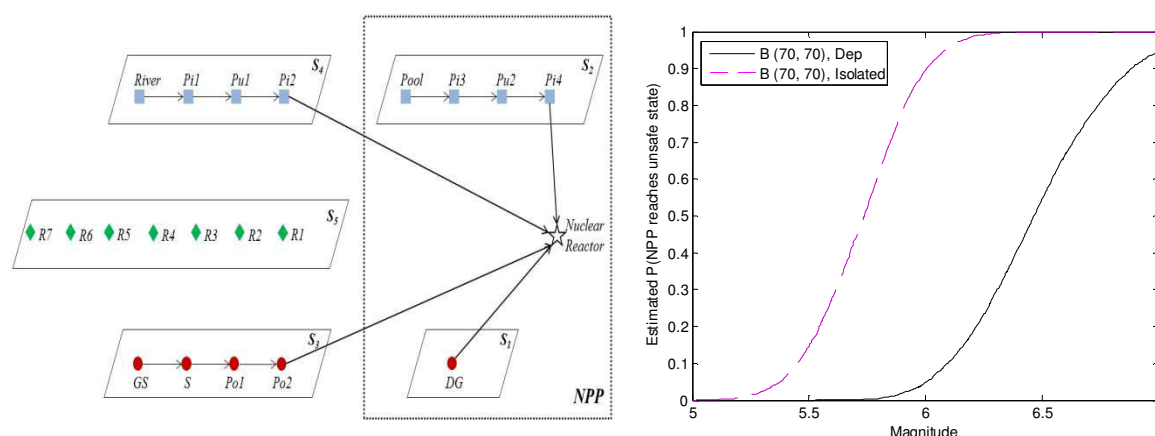 S4
River Pi1 Pu1 Pi2
S2
Pool Pi3 Pu2 Pi4
S5
R7 R6 R5 R4 R3 R2 R1
Nuclear
Reactor
S3
GS S Po1 Po2
S1
DG
NPP
Estimated P(NPP reaches unsafe state)
1
0.9
0.8
0.7
0.6
0.5
0.4
0.3
0.2
0.1
0
B (70, 70), Dep
B (70, 70), Isolated
5 5.5 6 6.5
Magnitude